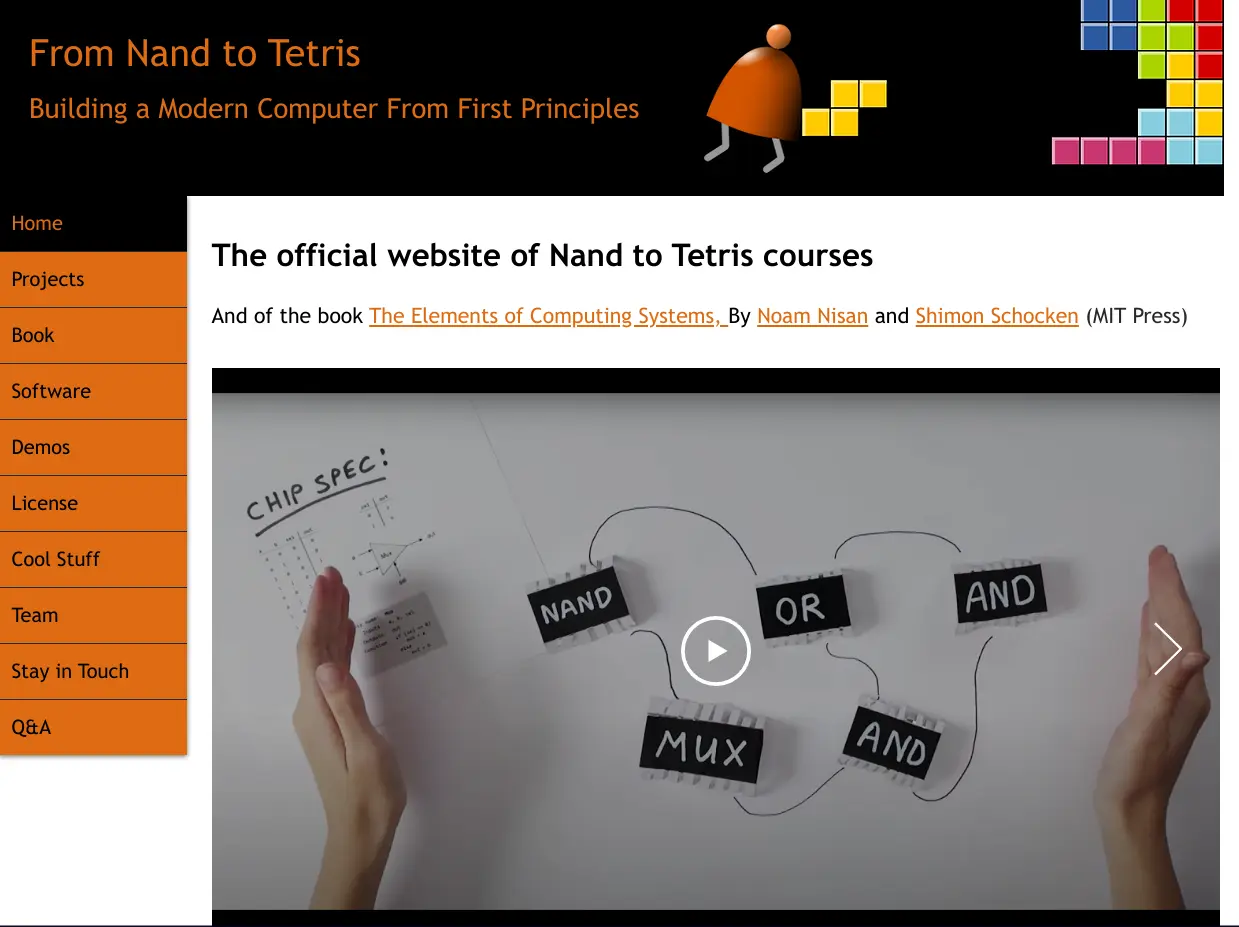 From Nand to Tetris
Building a Modern Computer From First Principles
Home
Projects
Book
Software
Demos
License
Cool Stuff
Team
Stay in Touch
Q&A
The official website of Nand to Tetris courses
And of the book The Elements of Computing Systems, By Noam Nisan and Shimon Schocken (MIT Press)
CHIP SPEC:
NAND
OR
AND
MUX
AND